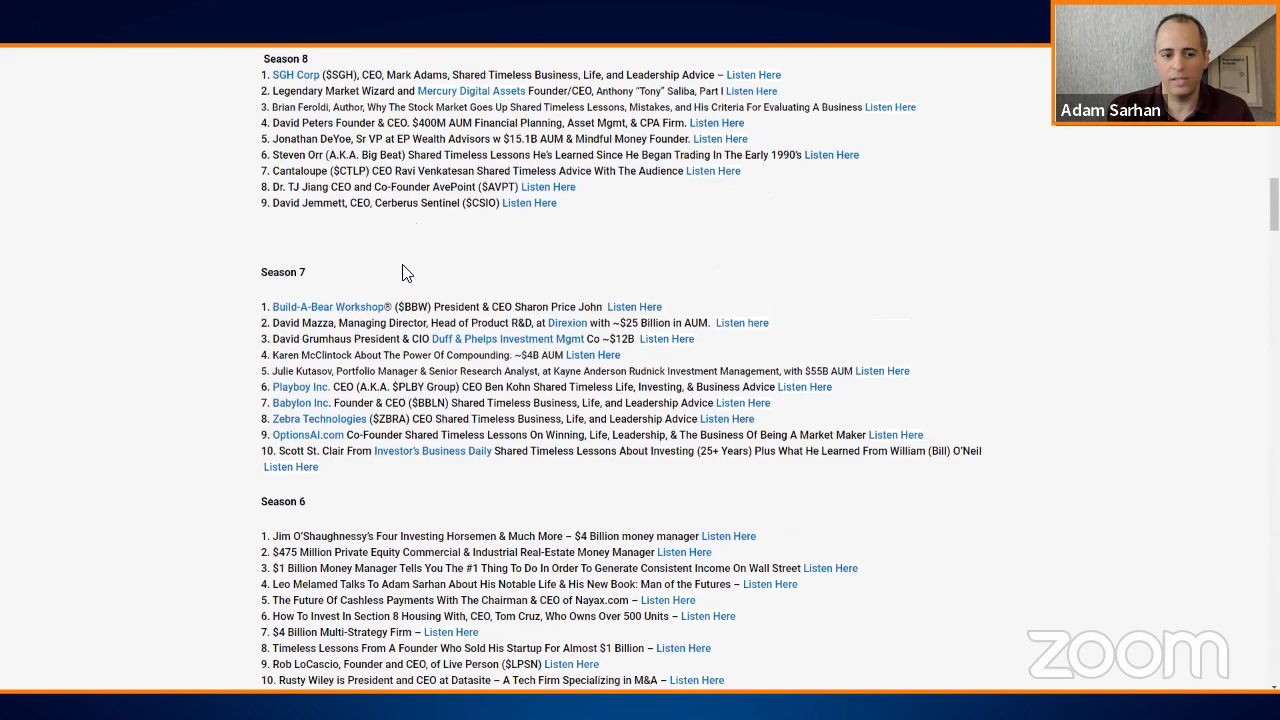 Season 8
1. SGH Corp ($SGH), CEO, Mark Adams, Shared Timeless Business, Life, and Leadership Advice – Listen Here
2. Legendary Market Wizard and Mercury Digital Assets Founder/CEO, Anthony “Tony” Saliba, Part I Listen Here
3. Brian Feroldi, Author, Why The Stock Market Goes Up Shared Timeless Lessons, Mistakes, and His Criteria For Evaluating A Business Listen Here
4. David Peters Founder & CIO. $40M AUM Financial Planning, Asset Mgmt, & CPA Firm. Listen Here
5. Jonathan DeYoe, Sr VP at EP Wealth Advisors w $15.1B AUM & Mindful Money Founder. Listen Here
6. Steven Orr (A.K.A. Big Beat) Shared Timeless Lessons He’s Learned Since He Began Trading In The Early 1990’s Listen Here
7. Cantaloupe ($CTLP) CEO Ravi Venkatesan Shared Timeless Advice With The Audience Listen Here
8. Dr. TJ Jiang CEO and Co-Founder AvePoint ($AVPT) Listen Here
9. David Jemmett, CEO, Cerberus Sentinel ($CSIO) Listen Here
Season 7
1. Build-A-Bear Workshop® ($BBW) President & CEO Sharon Price John Listen Here
2. David Mazza, Managing Director, Head of Product R&D, at Direxion with ~$25 Billion in AUM. Listen here
3. David Grumhaus President & CIO Duff & Phelps Investment Mgmt Co ~$12B Listen Here
4. Karen McClintock About The Power Of Compounding. ~$4B AUM Listen Here
5. Julie Kutasov, Portfolio Manager & Senior Research Analyst, at Kayne Anderson Rudnick Investment Management, with $55B AUM Listen Here
6. Playboy Inc. CEO (A.K.A. $PLBY Group) CEO Ben Kohn Shared Timeless Life, Investing, & Business Advice Listen Here
7. Babylon Inc. Founder & CEO ($BBLN) Shared Timeless Business, Life, and Leadership Advice Listen Here
8. Zebra Technologies ($ZBRA) CEO Shared Timeless Business, Life, and Leadership Advice Listen Here
9. OptionsAI.com Co-Founder Shared Timeless Lessons On Winning, Life, Leadership, & The Business Of Being A Market Maker Listen Here
10. Scott St. Clair From Investor’s Business Daily Shared Timeless Lessons About Investing (25+ Years) Plus What He Learned From William (Bill) O’Neil
Listen Here
Season 6
1. Jim O’Shaughnessy’s Four Investing Horsemen & Much More – $4 Billion money manager Listen Here
2. $475 Million Private Equity Commercial & Industrial Real-Estate Money Manager Listen Here
3. $1 Billion Money Manager Tells You The #1 Thing To Do In Order To Generate Consistent Income On Wall Street Listen Here
4. Leo Melamed Talks To Adam Sarhan About His Notable Life & His New Book: Man of the Futures – Listen Here
5. The Future Of Cashless Payments With The Chairman & CEO of Nayax.com – Listen Here
6. How To Invest In Section 8 Housing With, CEO, Tom Cruz, Who Owns Over 500 Units – Listen Here
7. $4 Billion Multi-Strategy Firm – Listen Here
8. Timeless Lessons From A Founder Who Sold His Startup For Almost $1 Billion – Listen Here
9. Rob LoCascio, Founder and CEO, of Live Person ($LPSN) Listen Here
10. Rusty Wiley is President and CEO at Datasite – A Tech Firm Specializing in M&A – Listen Here
Adam Sarhan
zoom